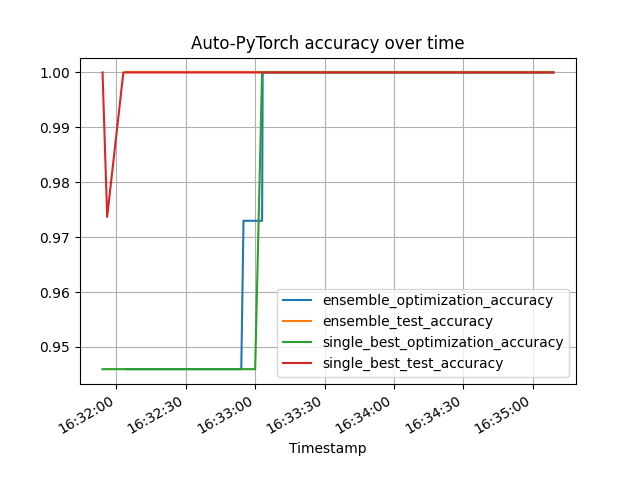 Auto-PyTorch accuracy over time
1.00
0.99
0.98
0.97
0.96
0.95
ensemble_optimization_accuracy
ensemble_test_accuracy
single_best_optimization_accuracy
single_best_test_accuracy
16:32:00
16:32:30
16:33:00
16:33:30
16:34:00
16:34:30
16:35:00
Timestamp